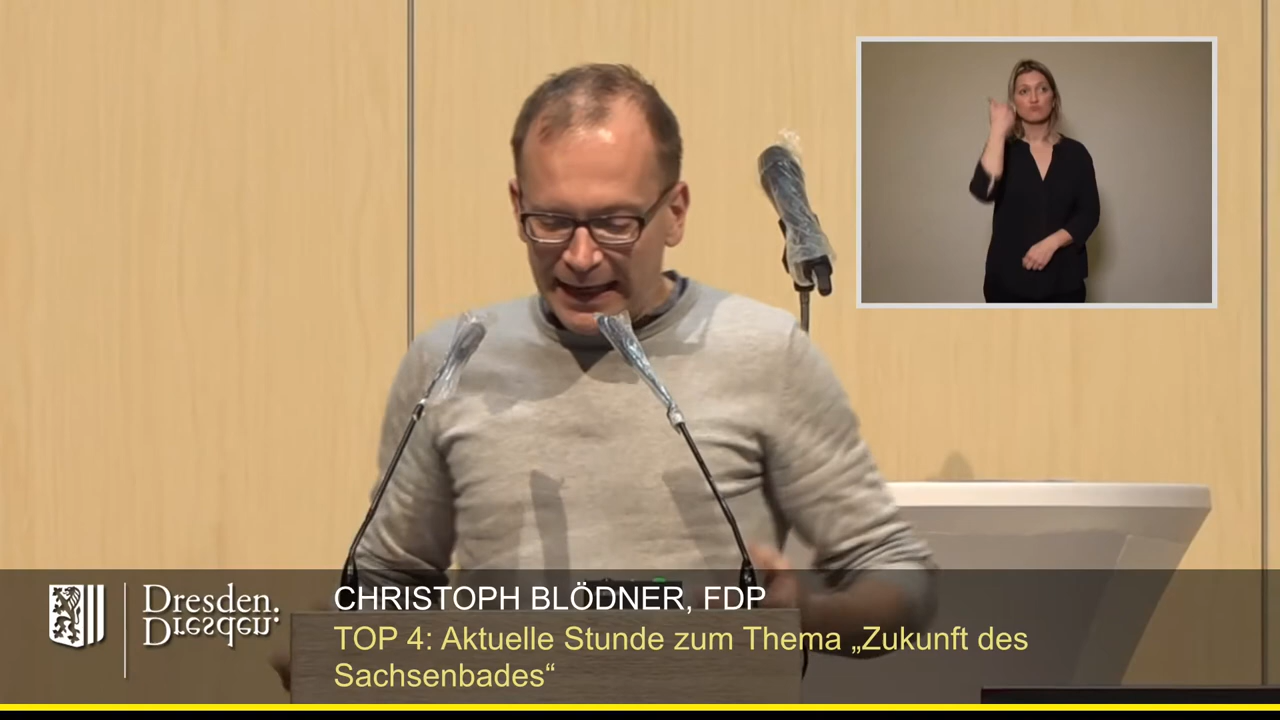 Dresden.
Dresden.
CHRISTOPH BLÖDNER, FDP
TOP 4: Aktuelle Stunde zum Thema „Zukunft des
Sachsenbades“